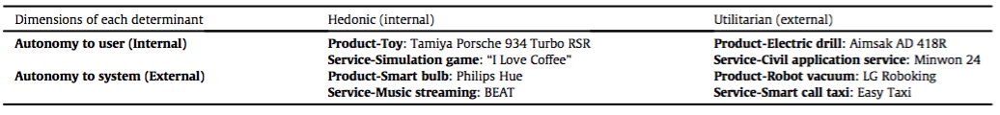 Dimensions of each determinant Hedonic (internal) Utilitarian (external)
Autonomy to user (Internal) Product-Toy: Tamiya Porsche 934 Turbo RSR Product-Electric drill: Aimsak AD 418R
Service-Simulation game: “I Love Coffee” Service-Civil application service: Minwon 24
Autonomy to system (External) Product-Smart bulb: Philips Hue Product-Robot vacuum: LG Roboking
Service-Music streaming: BEAT Service-Smart call taxi: Easy Taxi